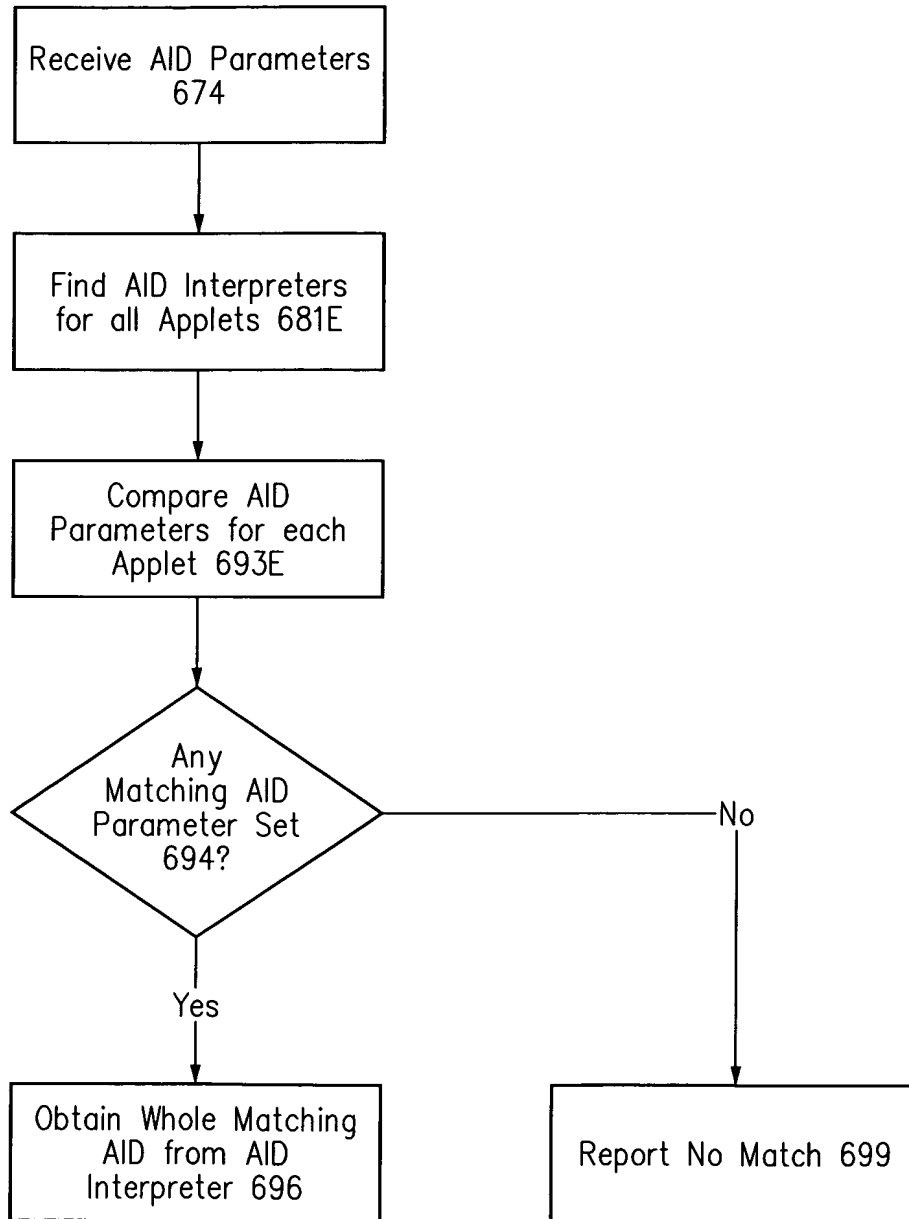 Receive AID Parameters
674
Find AID Interpreters
for all Applets 681E
Compare AID
Parameters for each
Applet 693E
Any
Matching AID
Parameter Set
694?
No
Yes
Obtain Whole Matching
AID from AID
Interpreter 696
Report No Match 699